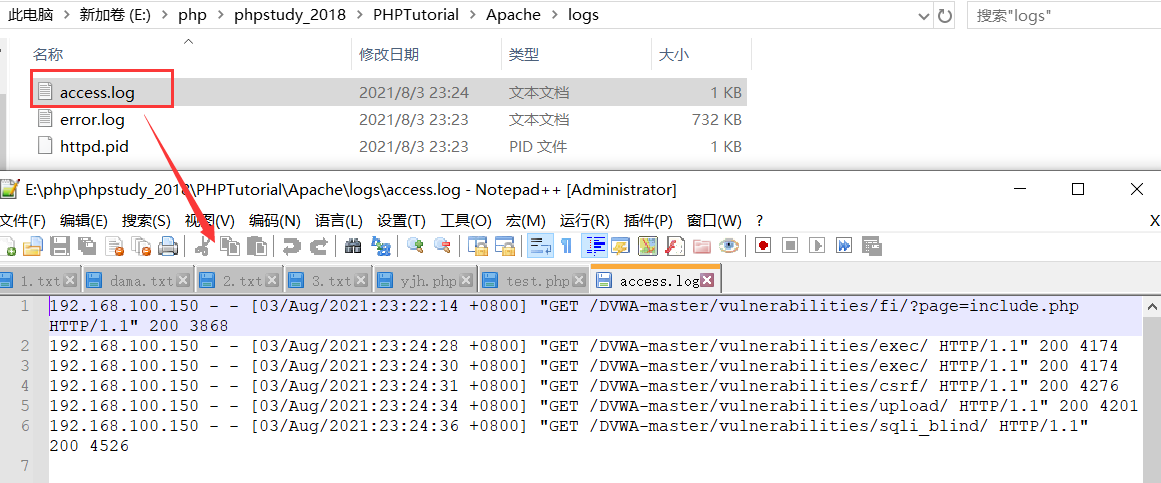 此电脑 > 新加卷 (E:) > php > phpstudy_2018 > PHPTutorial > Apache > logs 搜索"logs"
名称 修改日期 类型 大小
access.log 2021/8/3 23:24 文本文档 1 KB
error.log 2021/8/3 23:23 文本文档 732 KB
httpd.pid 2021/8/3 23:23 PID 文件 1 KB
E:\php\phpstudy_2018\PHPTutorial\Apache\logs\access.log - Notepad++ [Administrator]
文件(F) 编辑(E) 搜索(S) 视图(V) 编码(N) 语言(L) 设置(T) 工具(O) 宏(M) 运行(R) 插件(P) 窗口(W) ? X
1.txt dama.txt 2.txt 3.txt yjh.php test.php access.log
1 192.168.100.150 - - [03/Aug/2021:23:22:14 +0800] "GET /DVWA-master/vulnerabilities/fi/?page=include.php
HTTP/1.1" 200 3868
2 192.168.100.150 - - [03/Aug/2021:23:24:28 +0800] "GET /DVWA-master/vulnerabilities/exec/ HTTP/1.1" 200 4174
3 192.168.100.150 - - [03/Aug/2021:23:24:30 +0800] "GET /DVWA-master/vulnerabilities/exec/ HTTP/1.1" 200 4174
4 192.168.100.150 - - [03/Aug/2021:23:24:31 +0800] "GET /DVWA-master/vulnerabilities/csrf/ HTTP/1.1" 200 4276
5 192.168.100.150 - - [03/Aug/2021:23:24:34 +0800] "GET /DVWA-master/vulnerabilities/upload/ HTTP/1.1" 200 4201
6 192.168.100.150 - - [03/Aug/2021:23:24:36 +0800] "GET /DVWA-master/vulnerabilities/sqli_blind/ HTTP/1.1"
200 4526
7